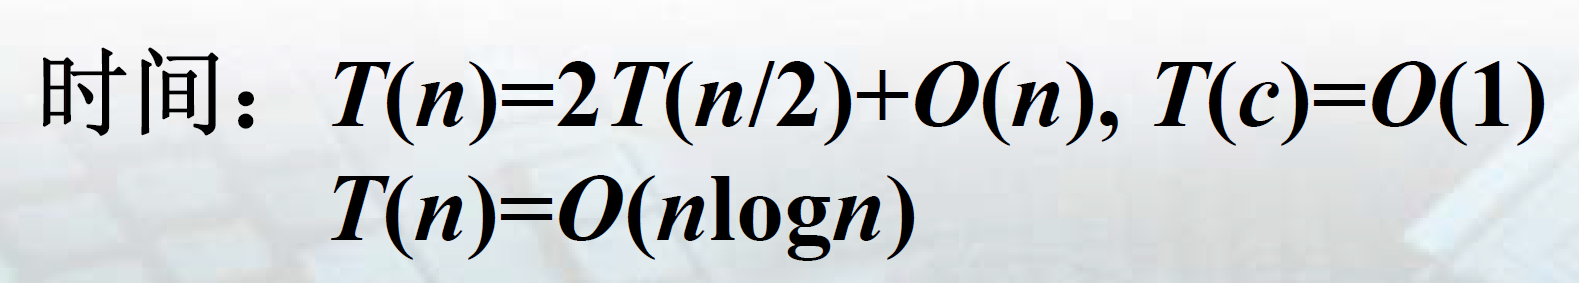 时间：T(n)=2T(n/2)+O(n), T(c)=O(1)
T(n)=O(nlogn)